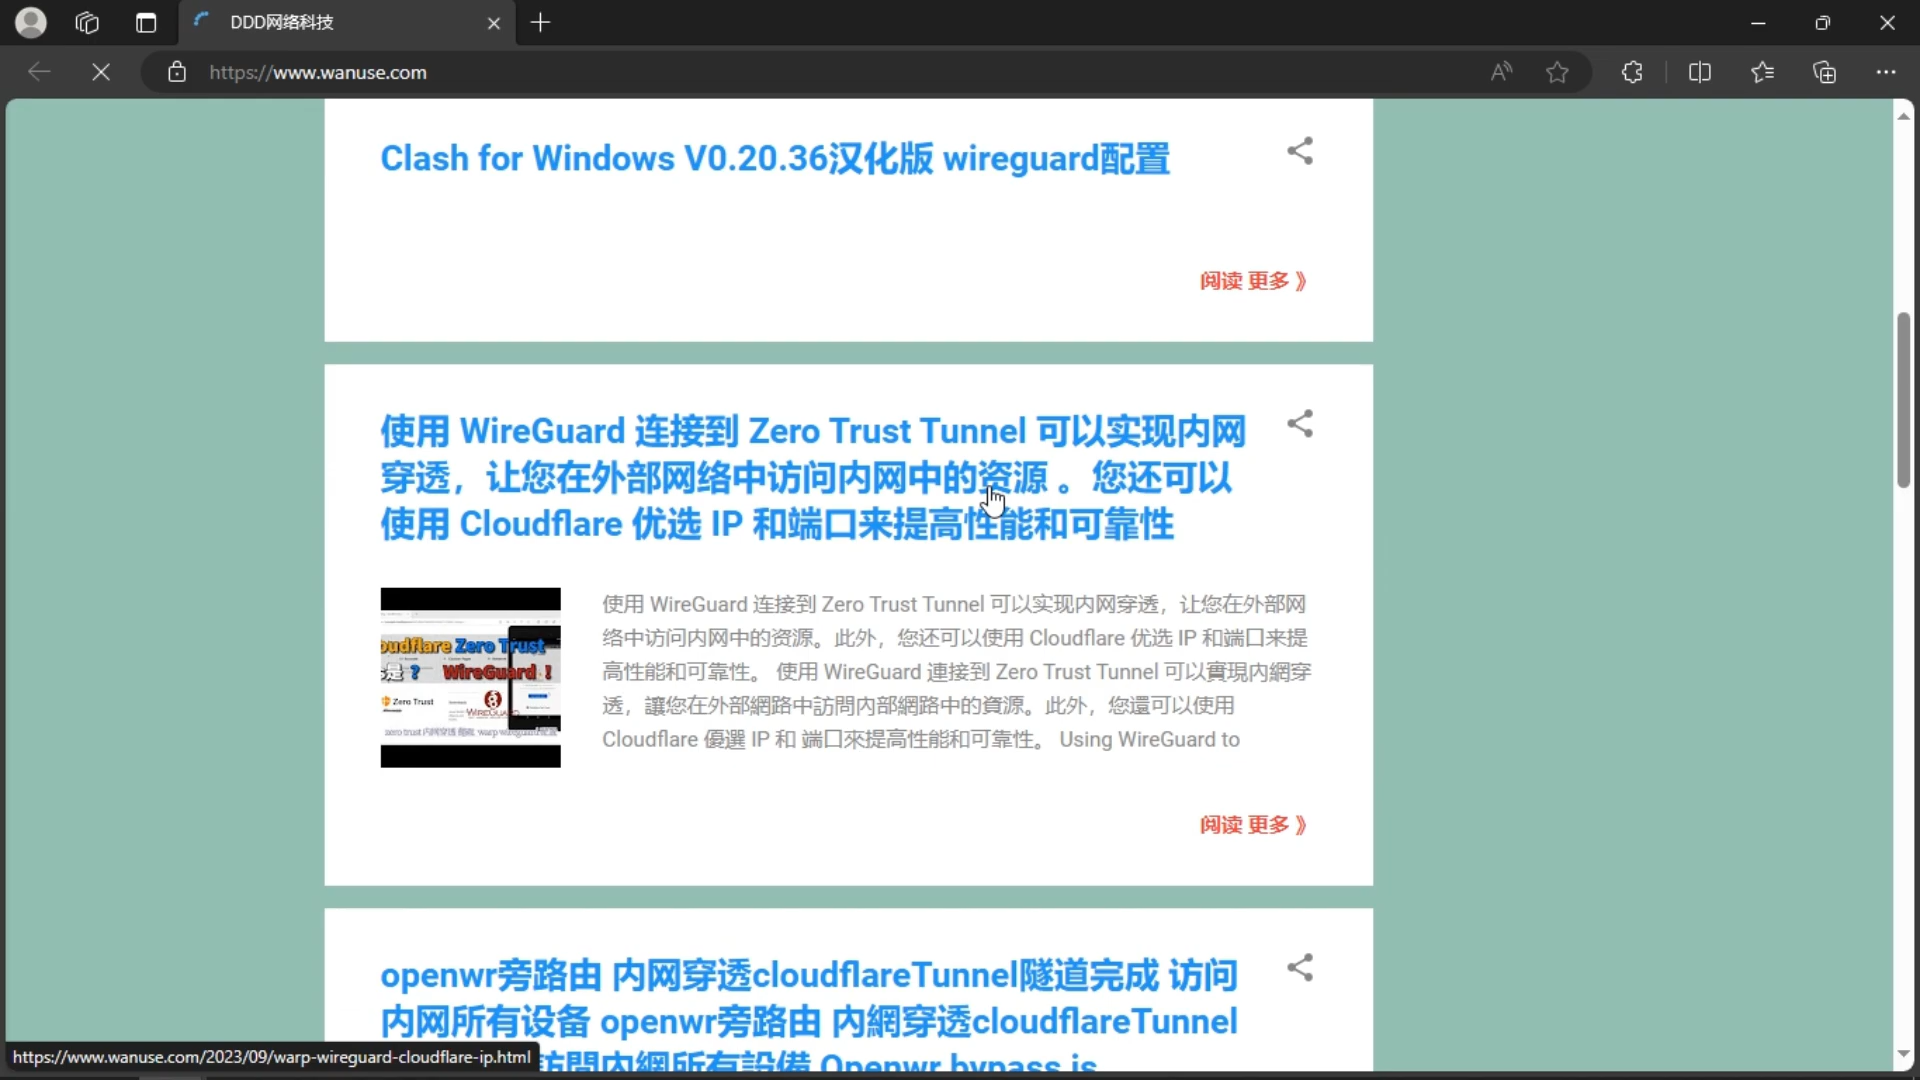 DDD网络科技
https://www.wanuse.com
Clash for Windows V0.20.36汉化版 wireguard配置
阅读 更多 》
使用 WireGuard 连接到 Zero Trust Tunnel 可以实现内网
穿透，让您在外部网络中访问内网中的资源 。您还可以
使用 Cloudflare 优选 IP 和端口来提高性能和可靠性
oudflare Zero Trust
是？ WireGuard！
Zero Trust
WIREGUARD
使用 WireGuard 连接到 Zero Trust Tunnel 可以实现内网穿透，让您在外部网
络中访问内网中的资源。此外，您还可以使用 Cloudflare 优选 IP 和端口来提
高性能和可靠性。 使用 WireGuard 連接到 Zero Trust Tunnel 可以實現內網穿
透，讓您在外部網路中訪問內部網路中的資源。此外，您還可以使用
Cloudflare 優選 IP 和 端口來提高性能和可靠性。 Using WireGuard to
阅读 更多 》
openwr旁路由 内网穿透cloudflareTunnel隧道完成 访问
内网所有设备 openwr旁路由 內網穿透cloudflareTunnel
訪問內網所有設備 Openwr bypass is
https://www.wanuse.com/2023/09/warp-wireguard-cloudflare-ip.html